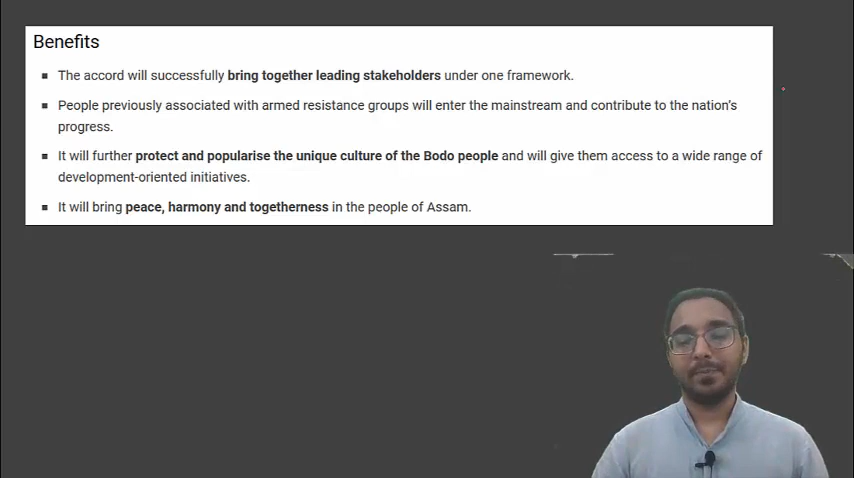 Benefits
The accord will successfully bring together leading stakeholders under one framework.
People previously associated with armed resistance groups will enter the mainstream and contribute to the nation's
progress.
It will further protect and popularise the unique culture of the Bodo people and will give them access to a wide range of
development-oriented initiatives.
It will bring peace, harmony and togetherness in the people of Assam.